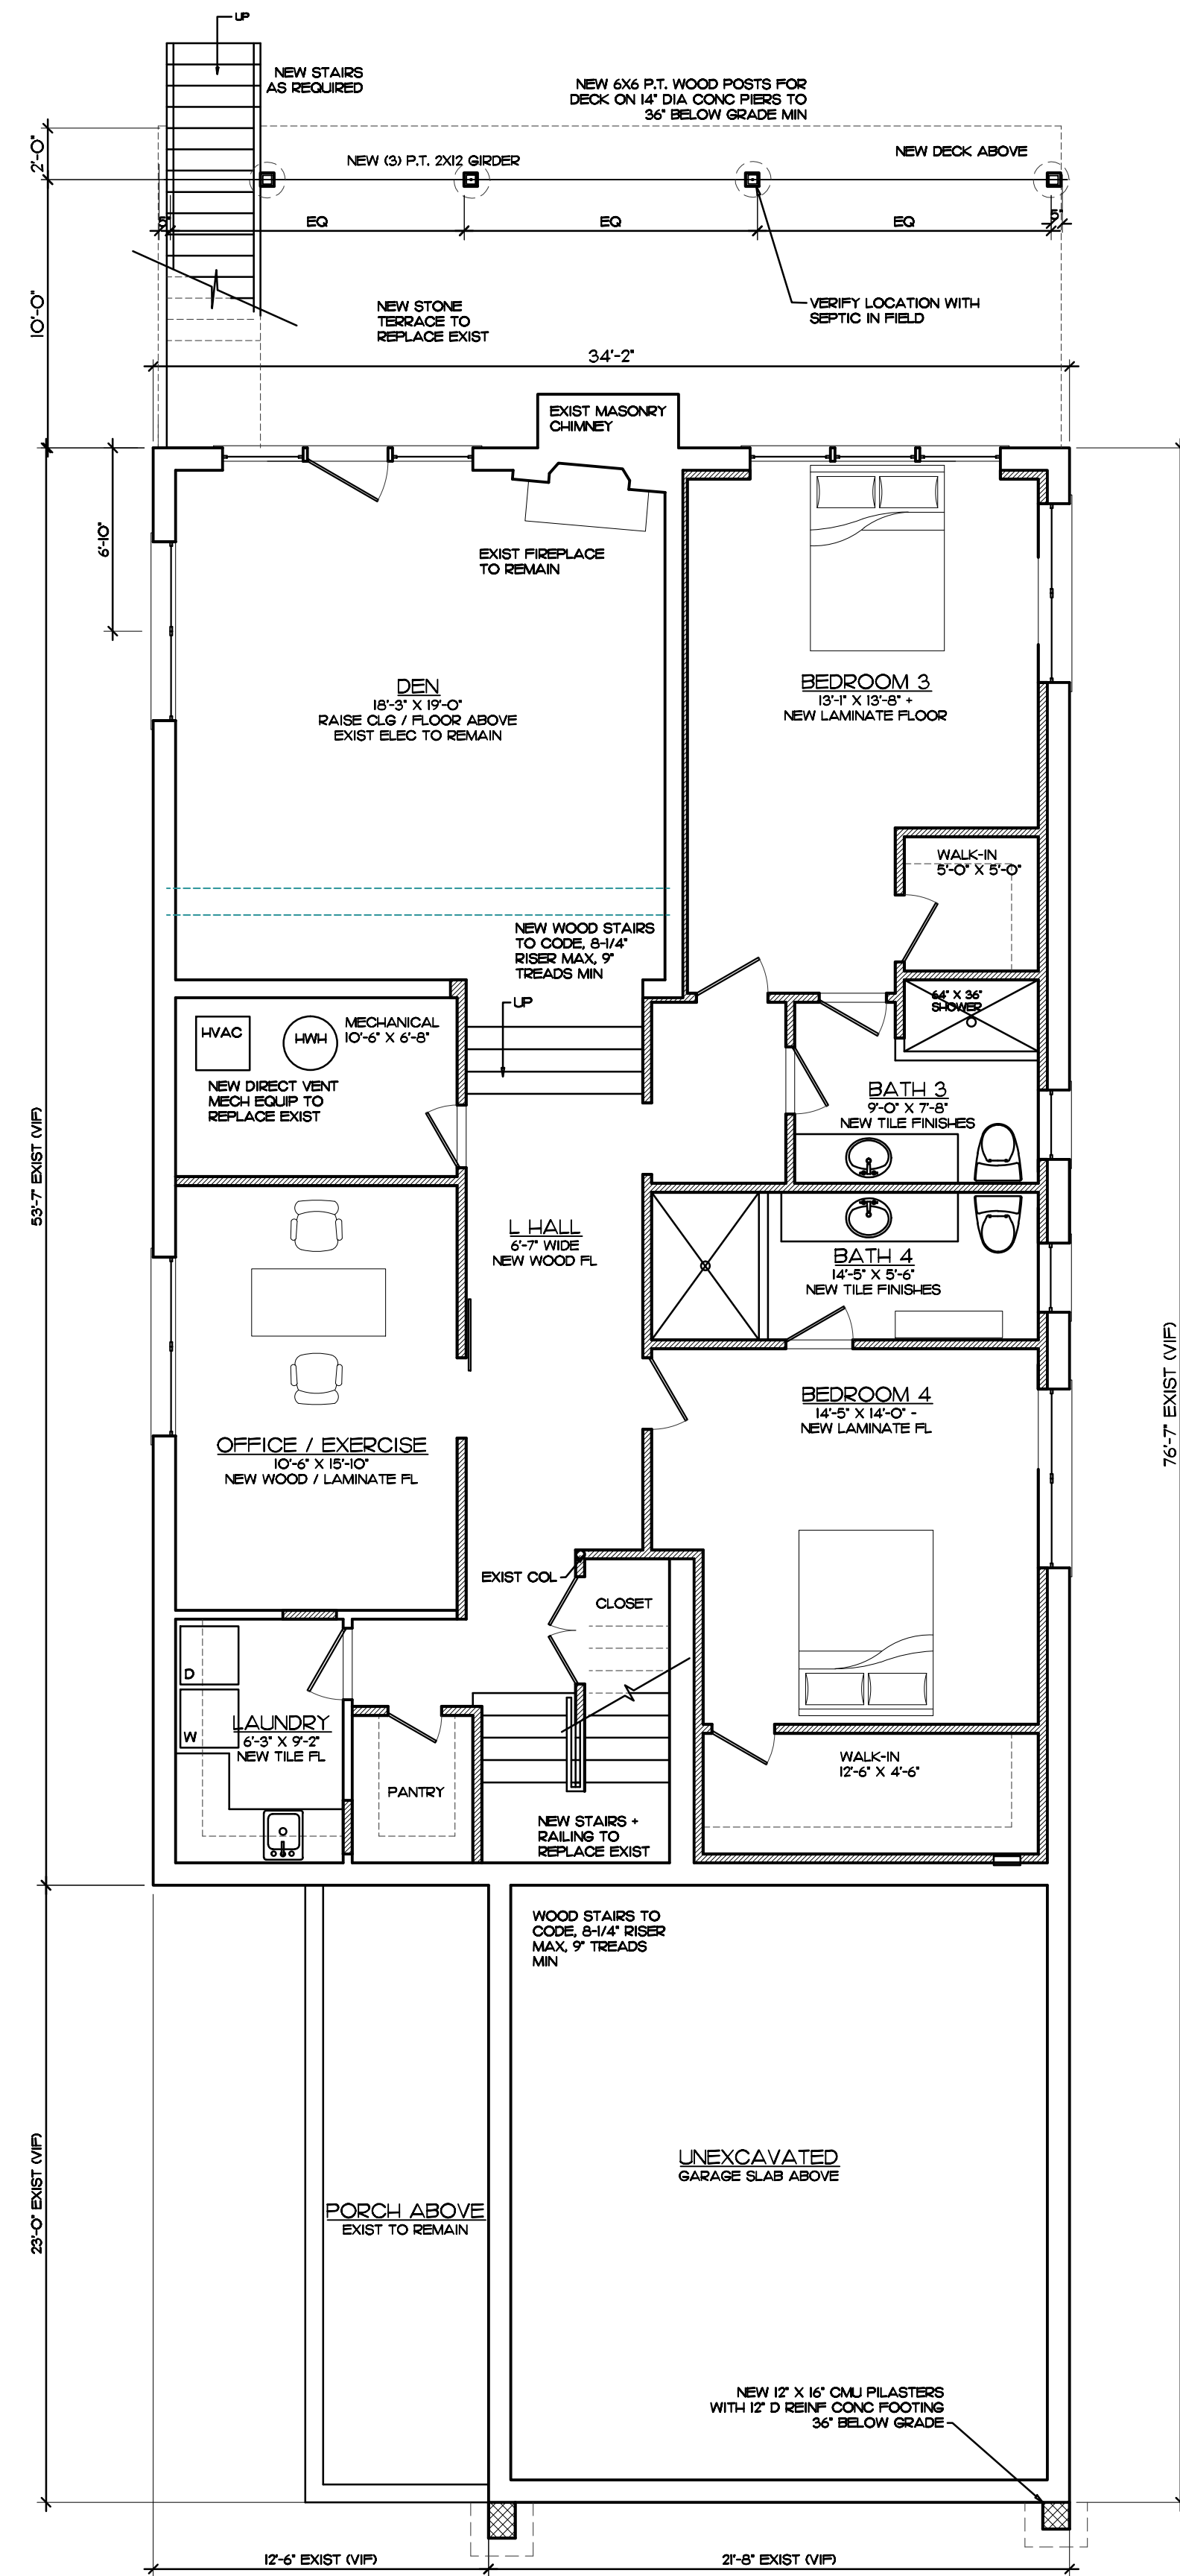 UP
NEW STAIRS
AS REQUIRED
NEW 6X6 P.T. WOOD POSTS FOR
DECK ON 14" DIA CONC PIERS TO
36" BELOW GRADE MIN
2'-0"
NEW (3) P.T. 2X12 GIRDER
NEW DECK ABOVE
5"
EQ
EQ
EQ
5"
10'-0"
NEW STONE
TERRACE TO
REPLACE EXIST
VERIFY LOCATION WITH
SEPTIC IN FIELD
34'-2"
EXIST MASONRY
CHIMNEY
6'-10"
EXIST FIREPLACE
TO REMAIN
DEN
18'-3" X 19'-0"
RAISE CLG / FLOOR ABOVE
EXIST ELEC TO REMAIN
BEDROOM 3
13'-1" X 13'-8" +
NEW LAMINATE FLOOR
WALK-IN
5'-0" X 5'-0"
NEW WOOD STAIRS
TO CODE, 8-1/4"
RISER MAX, 9"
TREADS MIN
UP
64" X 36"
SHOWER
HVAC
HWH
MECHANICAL
10'-6" X 6'-8"
NEW DIRECT VENT
MECH EQUIP TO
REPLACE EXIST
BATH 3
9'-0" X 7'-8"
NEW TILE FINISHES
53'-7" EXIST (VIF)
L HALL
6'-7" WIDE
NEW WOOD FL
BATH 4
14'-5" X 5'-6"
NEW TILE FINISHES
76'-7" EXIST (VIF)
BEDROOM 4
14'-5" X 14'-0" -
NEW LAMINATE FL
OFFICE / EXERCISE
10'-6" X 15'-10"
NEW WOOD / LAMINATE FL
EXIST COL
CLOSET
D
W
LAUNDRY
6'-3" X 9'-2"
NEW TILE FL
PANTRY
WALK-IN
12'-6" X 4'-6"
NEW STAIRS +
RAILING TO
REPLACE EXIST
WOOD STAIRS TO
CODE, 8-1/4" RISER
MAX, 9" TREADS
MIN
23'-0" EXIST (VIF)
UNEXCAVATED
GARAGE SLAB ABOVE
PORCH ABOVE
EXIST TO REMAIN
NEW 12" X 16" CMU PILASTERS
WITH 12" D REINF CONC FOOTING
36" BELOW GRADE
12'-6" EXIST (VIF)
21'-8" EXIST (VIF)